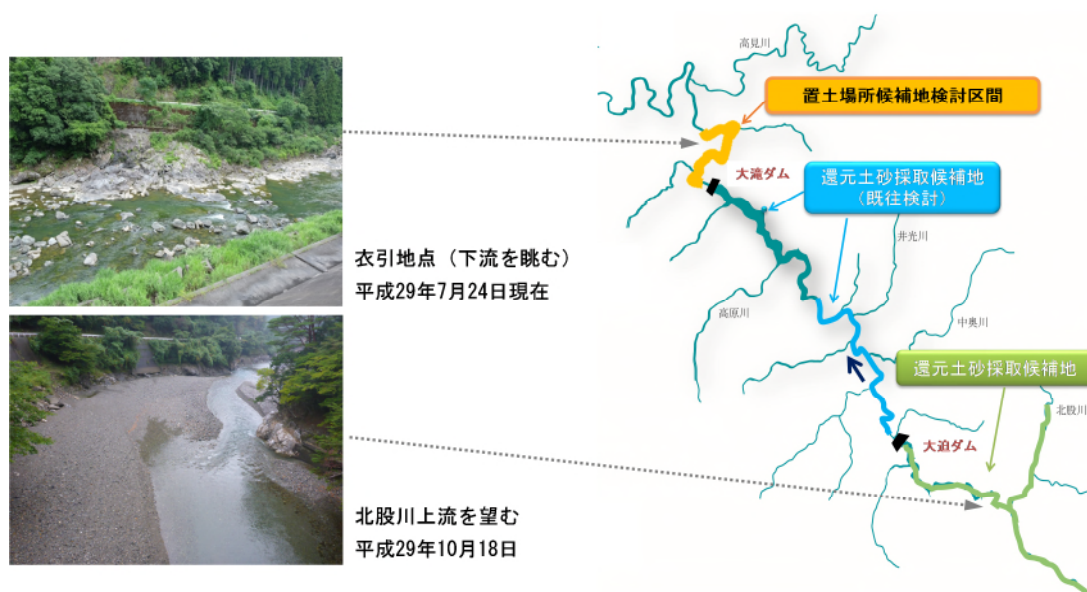 高見川
置土場所候補地検討区間
大滝ダム
還元土砂採取候補地
（既往検討）
井光川
衣引地点（下流を眺む）
平成29年7月24日現在
高原川
中奥川
還元土砂採取候補地
北股川
大迫ダム
北股川上流を望む
平成29年10月18日